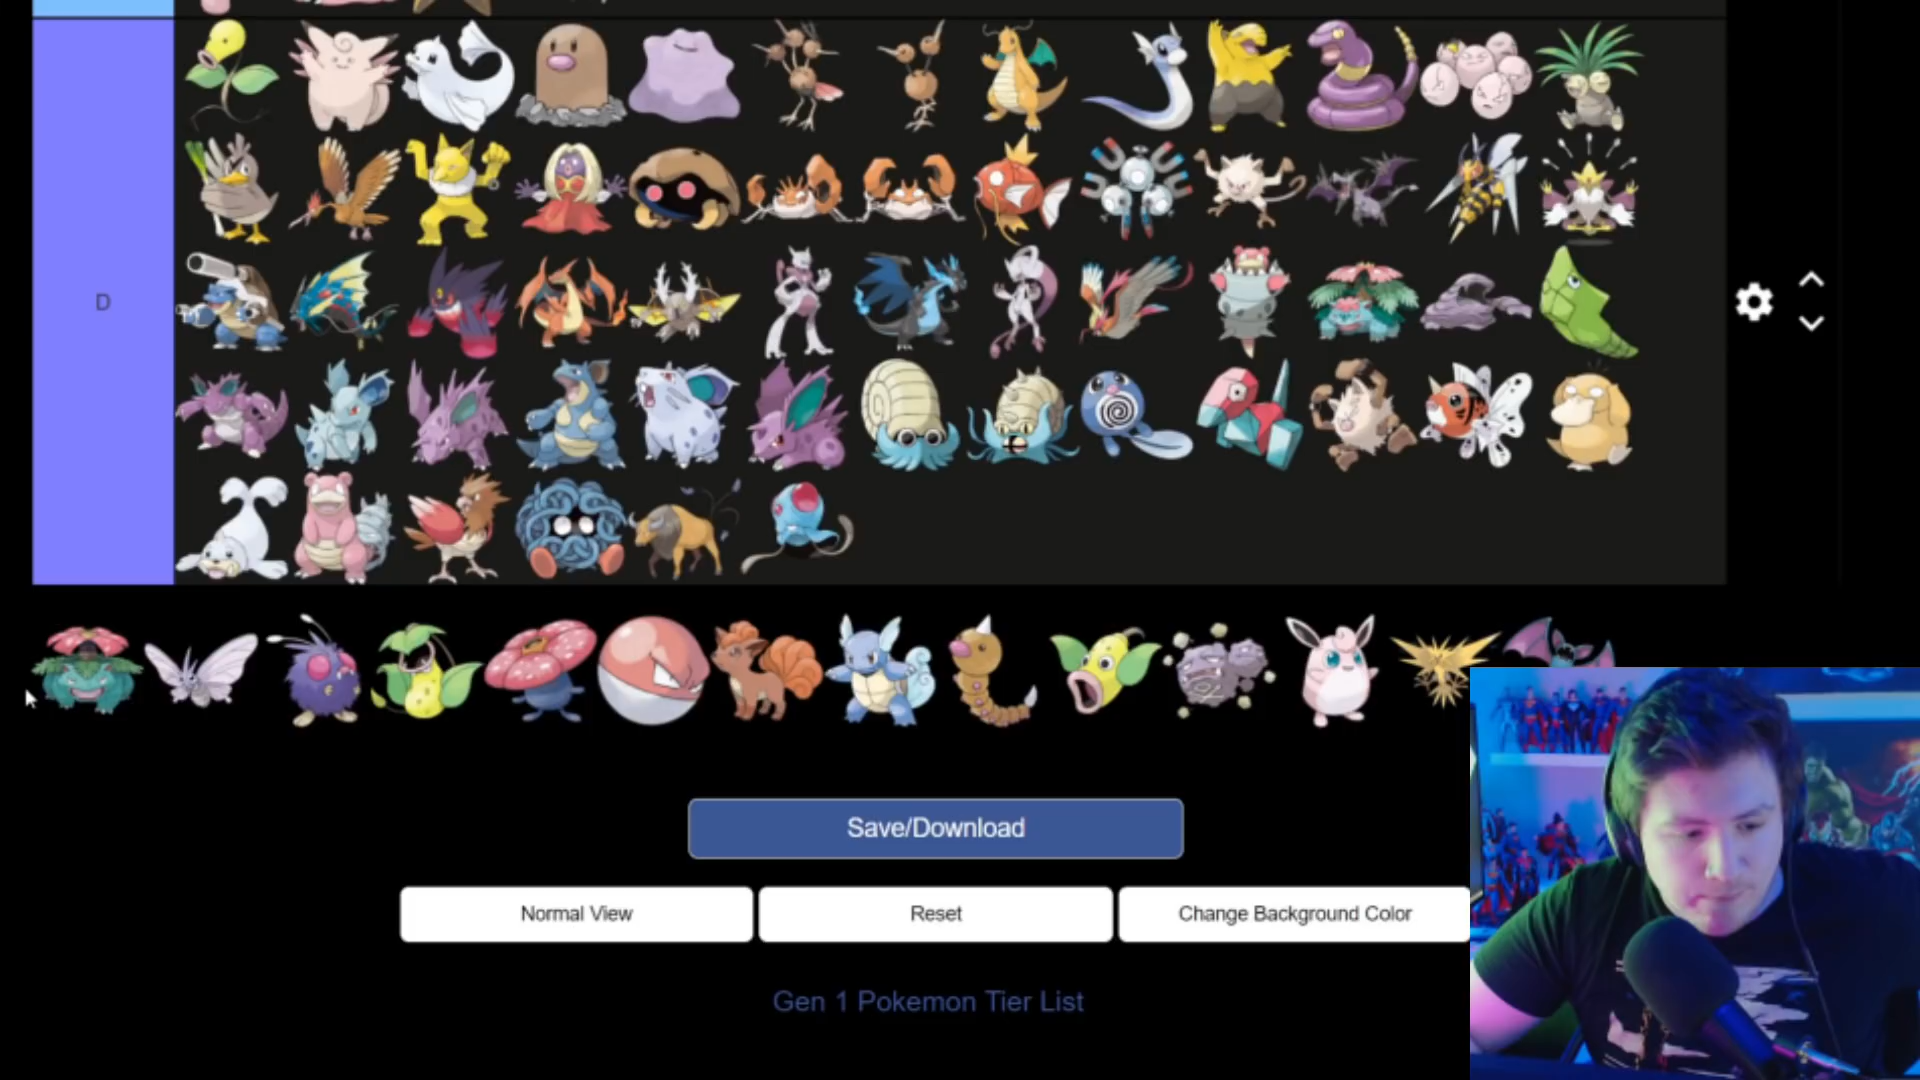 D
Save/Download
Normal View
Reset
Change Background Color
Gen 1 Pokemon Tier List